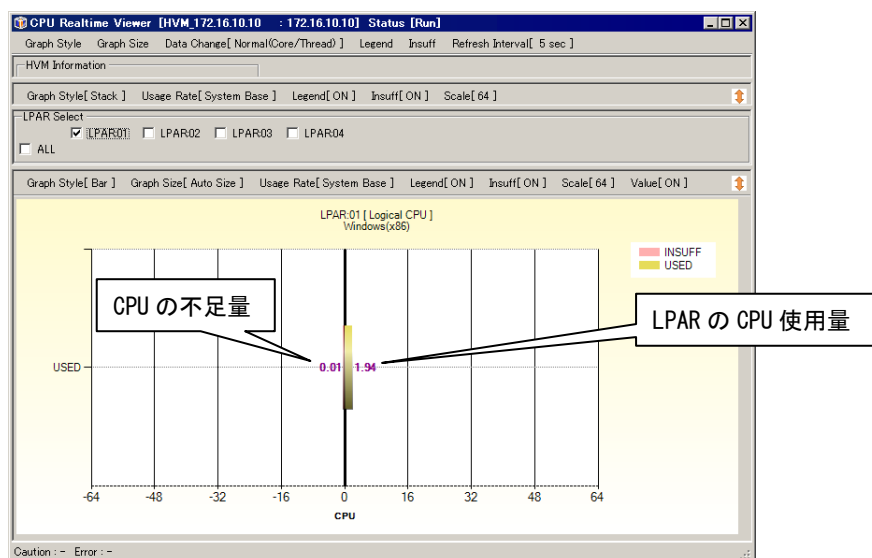 CPU Realtime Viewer [HVM_172.16.10.10 : 172.16.10.10] Status [Run]
Graph Style Graph Size Data Change[ Normal(Core/Thread) ] Legend Insuff Refresh Interval[ 5 sec ]
HVM Information
Graph Style[ Stack ] Usage Rate[ System Base ] Legend[ ON ] Insuff[ ON ] Scale[ 64 ]
LPAR Select
LPAR01 LPAR02 LPAR03 LPAR04
ALL
Graph Style[ Bar ] Graph Size[ Auto Size ] Usage Rate[ System Base ] Legend[ ON ] Insuff[ ON ] Scale[ 64 ] Value[ ON ]
LPAR:01 [ Logical CPU ]
Windows(x86)
INSUFF
USED
CPU の不足量
LPAR の CPU 使用量
USED
0.01 1.94
-64 -48 -32 -16 0 16 32 48 64
CPU
Caution : - Error : -